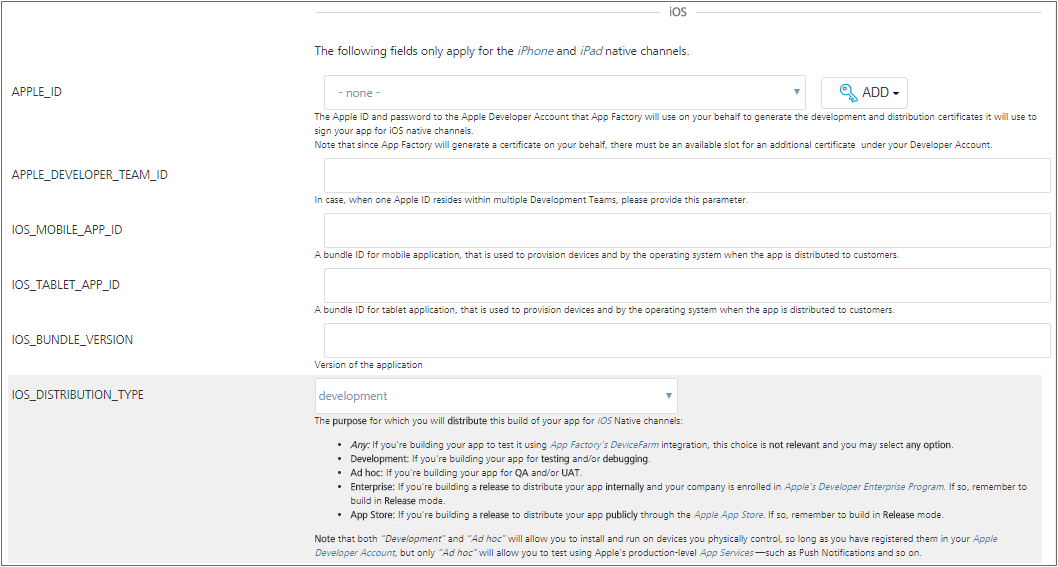 iOS
The following fields only apply for the iPhone and iPad native channels.
APPLE_ID
- none -
ADD
The Apple ID and password to the Apple Developer Account that App Factory will use on your behalf to generate the development and distribution certificates it will use to
sign your app for iOS native channels.
Note that since App Factory will generate a certificate on your behalf, there must be an available slot for an additional certificate under your Developer Account.
APPLE_DEVELOPER_TEAM_ID
In case, when one Apple ID resides within multiple Development Teams, please provide this parameter.
IOS_MOBILE_APP_ID
A bundle ID for mobile application, that is used to provision devices and by the operating system when the app is distributed to customers.
IOS_TABLET_APP_ID
A bundle ID for tablet application, that is used to provision devices and by the operating system when the app is distributed to customers.
IOS_BUNDLE_VERSION
Version of the application
IOS_DISTRIBUTION_TYPE
development
The purpose for which you will distribute this build of your app for iOS Native channels:
• Any: If you're building your app to test it using App Factory's DeviceFarm integration, this choice is not relevant and you may select any option.
• Development: If you're building your app for testing and/or debugging.
• Ad hoc: If you're building your app for QA and/or UAT.
• Enterprise: If you're building a release to distribute your app internally and your company is enrolled in Apple's Developer Enterprise Program. If so, remember to
build in Release mode.
• App Store: If you're building a release to distribute your app publicly through the Apple App Store. If so, remember to build in Release mode.
Note that both "Development" and "Ad hoc" will allow you to install and run on devices you physically control, so long as you have registered them in your Apple
Developer Account, but only "Ad hoc" will allow you to test using Apple's production-level App Services —such as Push Notifications and so on.